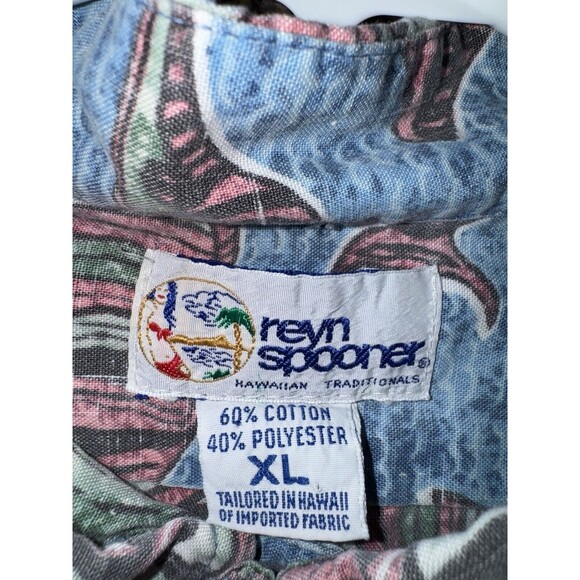 reyn
spooner®
HAWAIIAN TRADITIONALS
60% COTTON
40% POLYESTER
XL
TAILORED IN HAWAII
OF IMPORTED FABRIC